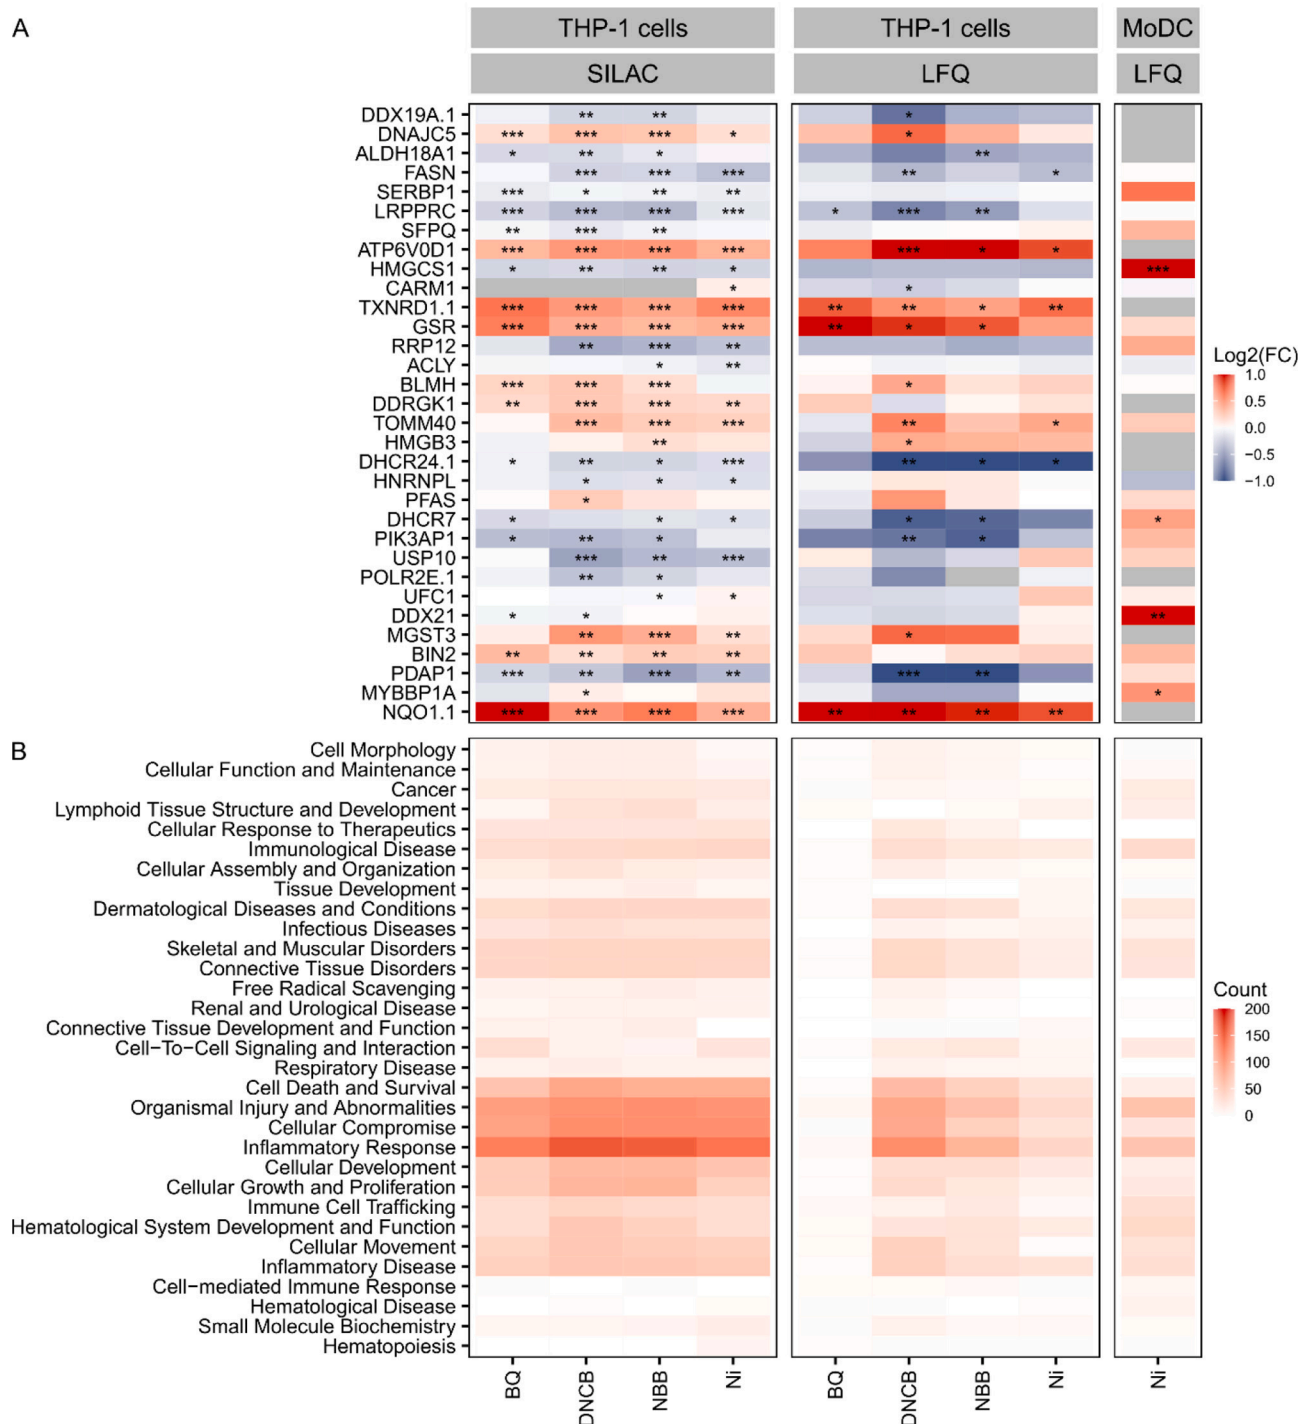 A
THP-1 cells THP-1 cells MoDC
SILAC LFQ LFQ
DDX19A.1 ** ** *
DNAJC5 *** *** *** * *
ALDH18A1 * ** * **
FASN *** *** *** ** *
SERBP1 *** * ** **
LRPPRC *** *** *** *** * *** **
SFPQ ** *** **
ATP6V0D1 *** *** *** *** *** * *
HMGCS1 * ** ** * ***
CARM1 * *
TXNRD1.1 *** *** *** *** ** ** * **
GSR *** *** *** *** ** * *
RRP12 ** *** **
ACLY * **
BLMH *** *** *** *
DDRGK1 ** *** *** **
TOMM40 *** *** *** ** *
HMGB3 ** *
DHCR24.1 * ** * *** ** * *
HNRNPL * * *
PFAS *
DHCR7 * * * * * *
PIK3AP1 * ** * ** *
USP10 *** ** ***
POLR2E.1 ** *
UFC1 * *
DDX21 * * **
MGST3 ** *** ** *
BIN2 ** ** ** **
PDAP1 *** ** *** ** *** **
MYBBP1A * *
NQO1.1 *** *** *** *** ** ** ** **
Log2(FC)
1.0
0.5
0.0
−0.5
−1.0
B
Cell Morphology
Cellular Function and Maintenance
Cancer
Lymphoid Tissue Structure and Development
Cellular Response to Therapeutics
Immunological Disease
Cellular Assembly and Organization
Tissue Development
Dermatological Diseases and Conditions
Infectious Diseases
Skeletal and Muscular Disorders
Connective Tissue Disorders
Free Radical Scavenging
Renal and Urological Disease
Connective Tissue Development and Function
Cell−To−Cell Signaling and Interaction
Respiratory Disease
Cell Death and Survival
Organismal Injury and Abnormalities
Cellular Compromise
Inflammatory Response
Cellular Development
Cellular Growth and Proliferation
Immune Cell Trafficking
Hematological System Development and Function
Cellular Movement
Inflammatory Disease
Cell−mediated Immune Response
Hematological Disease
Small Molecule Biochemistry
Hematopoiesis
Count
200
150
100
50
0
BQ DNCB NBB Ni BQ DNCB NBB Ni Ni